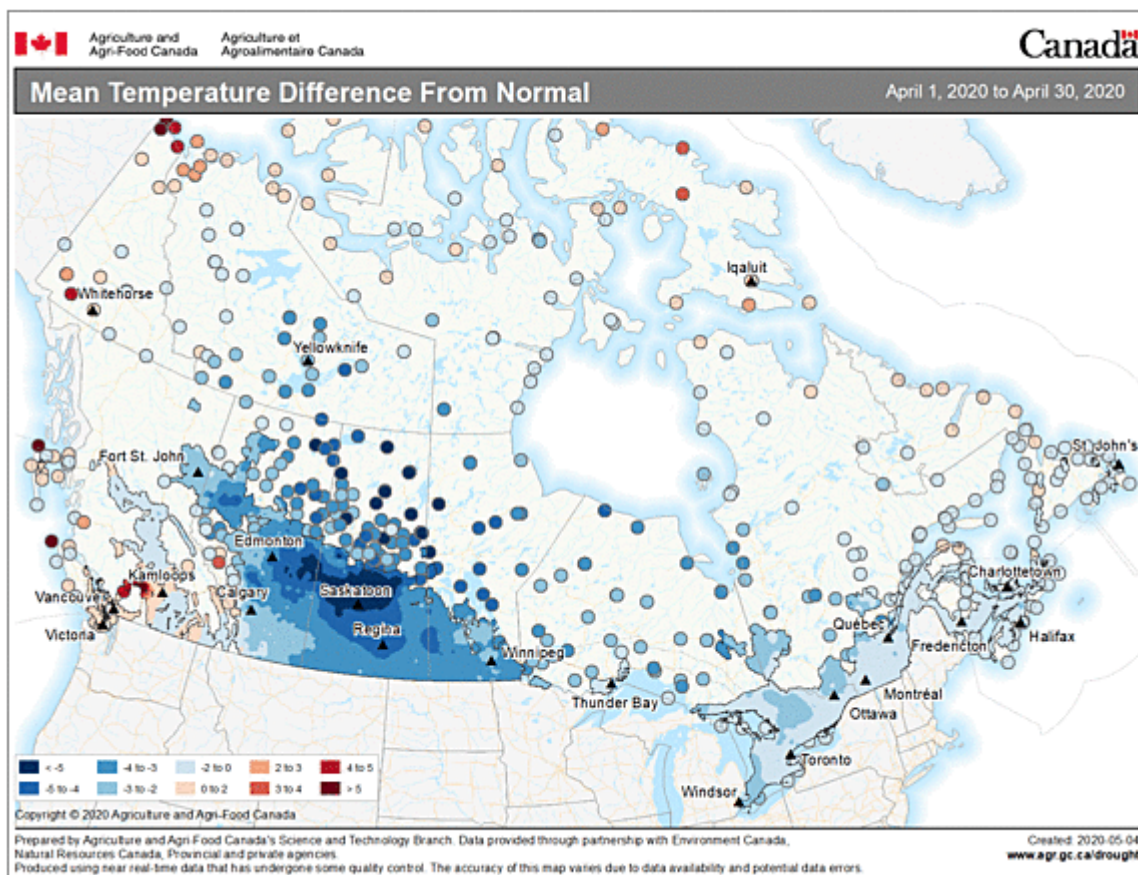 Agriculture and Agriculture et
Agri-Food Canada Agroalimentaire Canada
Canada
Mean Temperature Difference From Normal April 1, 2020 to April 30, 2020
Iqaluit
Whitehorse
Yellowknife
St. John's
Fort St. John
Edmonton
Charlottetown
Kamloops
Vancouver
Calgary
Saskatoon
Victoria
Regina
Québec
Fredericton
Halifax
Winnipeg
Montréal
Thunder Bay
Ottawa
Toronto
Windsor
< -5 -4 to -3 -2 to 0 2 to 3 4 to 5
-5 to -4 -3 to -2 0 to 2 3 to 4 > 5
Copyright © 2020 Agriculture and Agri-Food Canada
Prepared by Agriculture and Agri-Food Canada's Science and Technology Branch. Data provided through partnership with Environment Canada,
Natural Resources Canada, Provincial and private agencies.
Produced using near real-time data that has undergone some quality control. The accuracy of this map varies due to data availability and potential data errors.
Created: 2020-05-04
www.agr.gc.ca/drought